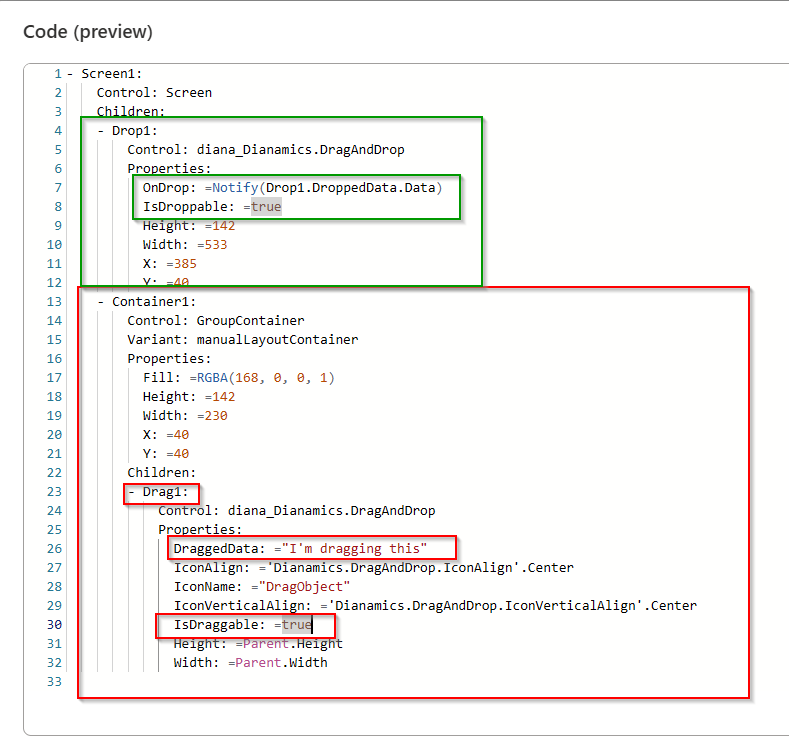 Code (preview)
1 - Screen1:
2 Control: Screen
3 Children:
4 - Drop1:
5 Control: diana_Dianamics.DragAndDrop
6 Properties:
7 OnDrop: =Notify(Drop1.DroppedData.Data)
8 IsDroppable: =true
9 Height: =142
10 Width: =533
11 X: =385
12 Y: =40
13 - Container1:
14 Control: GroupContainer
15 Variant: manualLayoutContainer
16 Properties:
17 Fill: =RGBA(168, 0, 0, 1)
18 Height: =142
19 Width: =230
20 X: =40
21 Y: =40
22 Children:
23 - Drag1:
24 Control: diana_Dianamics.DragAndDrop
25 Properties:
26 DraggedData: ="I'm dragging this"
27 IconAlign: ='Dianamics.DragAndDrop.IconAlign'.Center
28 IconName: ="DragObject"
29 IconVerticalAlign: ='Dianamics.DragAndDrop.IconVerticalAlign'.Center
30 IsDraggable: =true
31 Height: =Parent.Height
32 Width: =Parent.Width
33